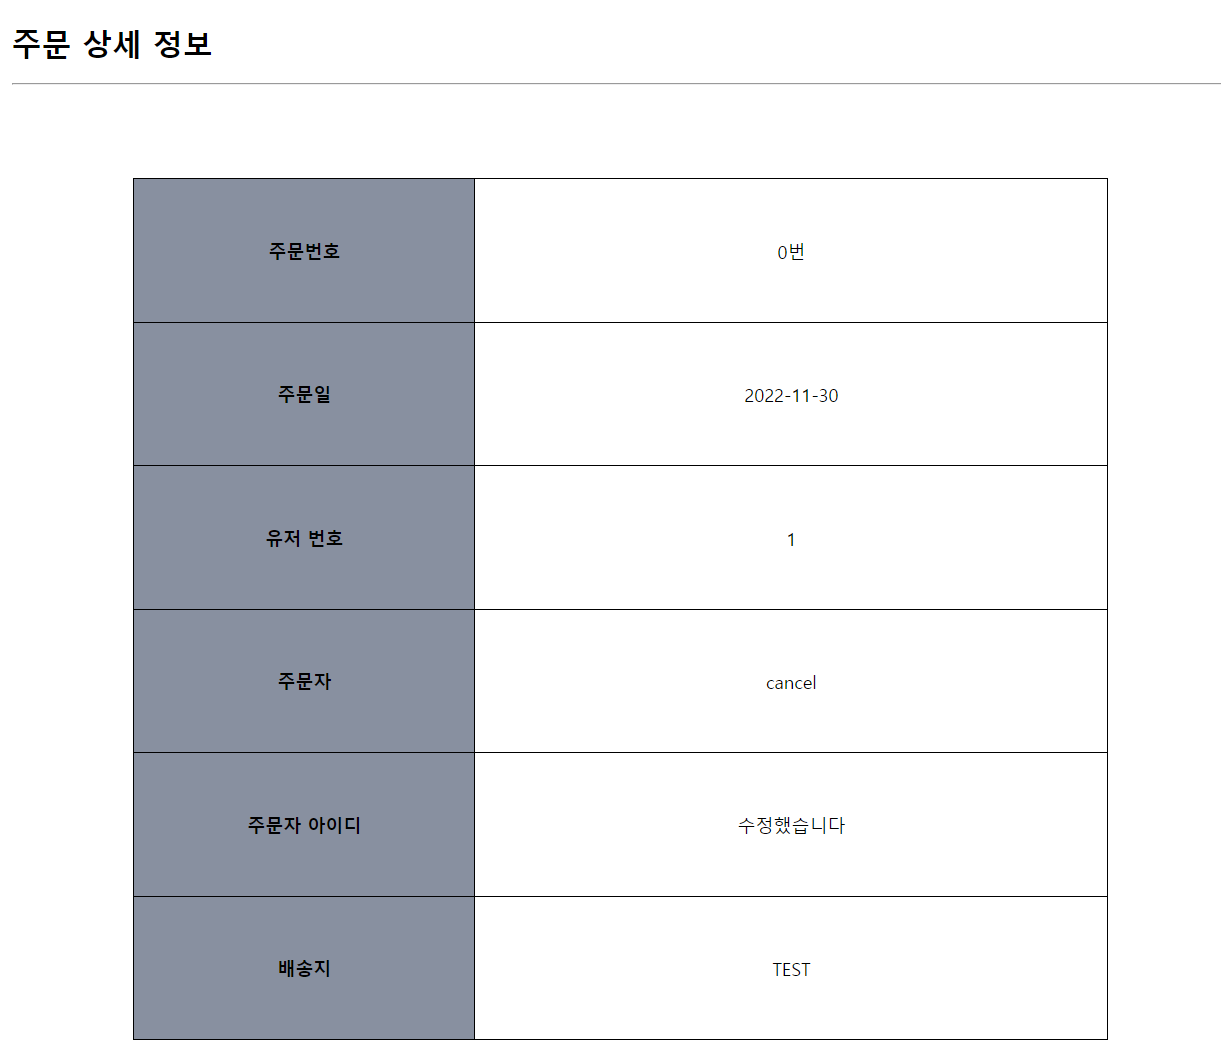 주문 상세 정보
주문번호 0번
주문일 2022-11-30
유저 번호 1
주문자 cancel
주문자 아이디 수정했습니다
배송지 TEST